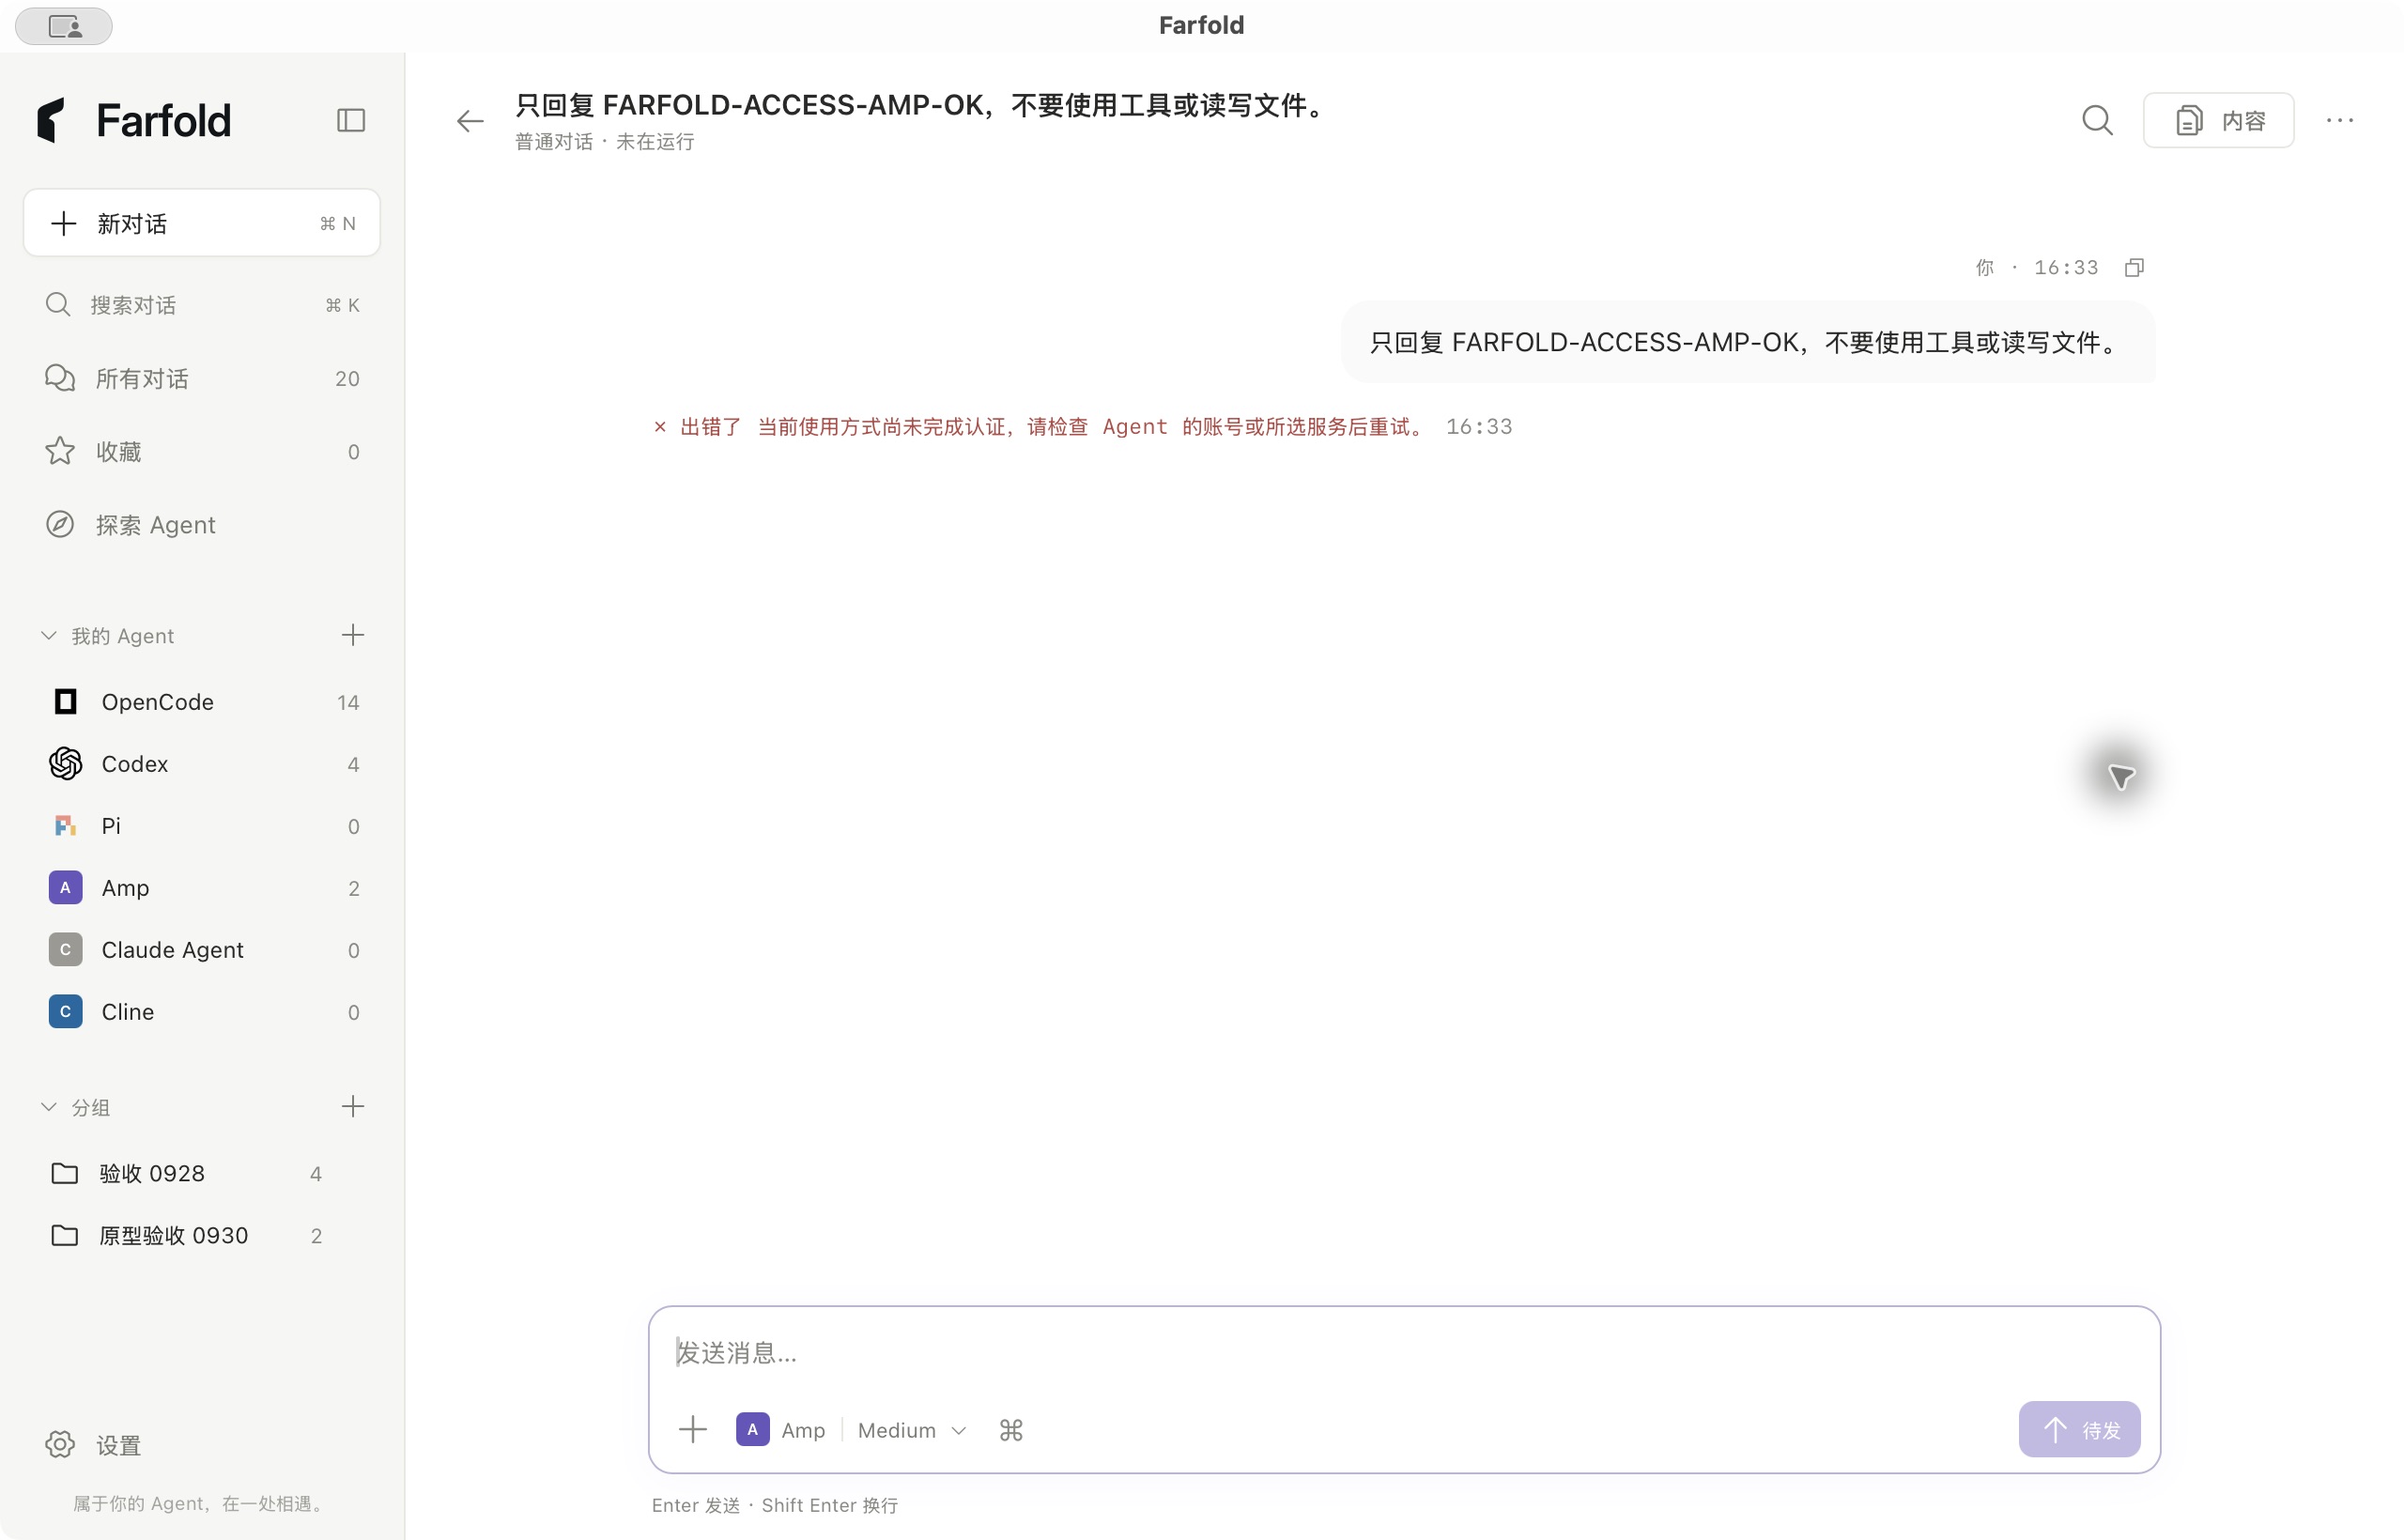 Farfold
Farfold
新对话 ⌘ N
搜索对话 ⌘ K
所有对话 20
收藏 0
探索 Agent
我的 Agent
OpenCode 14
Codex 4
Pi 0
A Amp 2
C Claude Agent 0
C Cline 0
分组
验收 0928 4
原型验收 0930 2
设置
属于你的 Agent，在一处相遇。
只回复 FARFOLD-ACCESS-AMP-OK，不要使用工具或读写文件。
普通对话 · 未在运行
内容
你 · 16:33
只回复 FARFOLD-ACCESS-AMP-OK，不要使用工具或读写文件。
× 出错了 当前使用方式尚未完成认证，请检查 Agent 的账号或所选服务后重试。 16:33
发送消息...
A Amp Medium ⌘ 待发
Enter 发送 · Shift Enter 换行